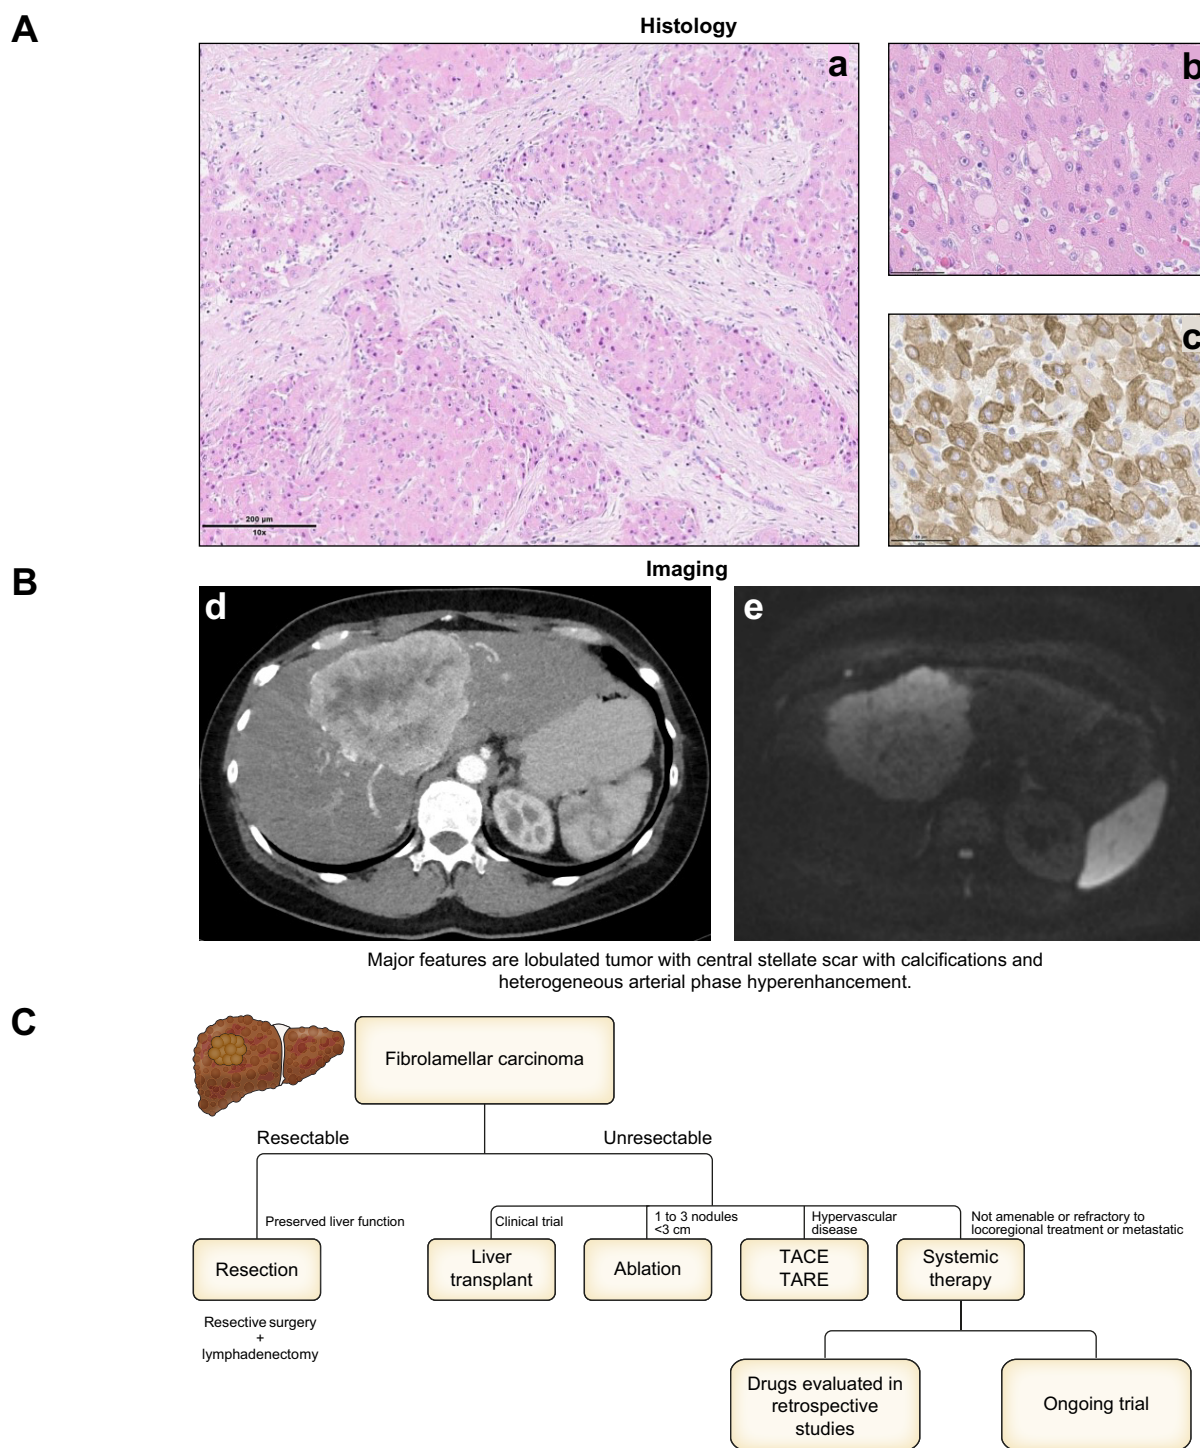 A
Histology
a
b
200 µm
10x
c
B
Imaging
d
e
Major features are lobulated tumor with central stellate scar with calcifications and
heterogeneous arterial phase hyperenhancement.
C
Fibrolamellar carcinoma
Resectable
Unresectable
Preserved liver function
Clinical trial
1 to 3 nodules
<3 cm
Hypervascular
disease
Not amenable or refractory to
locoregional treatment or metastatic
Resection
Liver
transplant
Ablation
TACE
TARE
Systemic
therapy
Resective surgery
+
lymphadenectomy
Drugs evaluated in
retrospective
studies
Ongoing trial